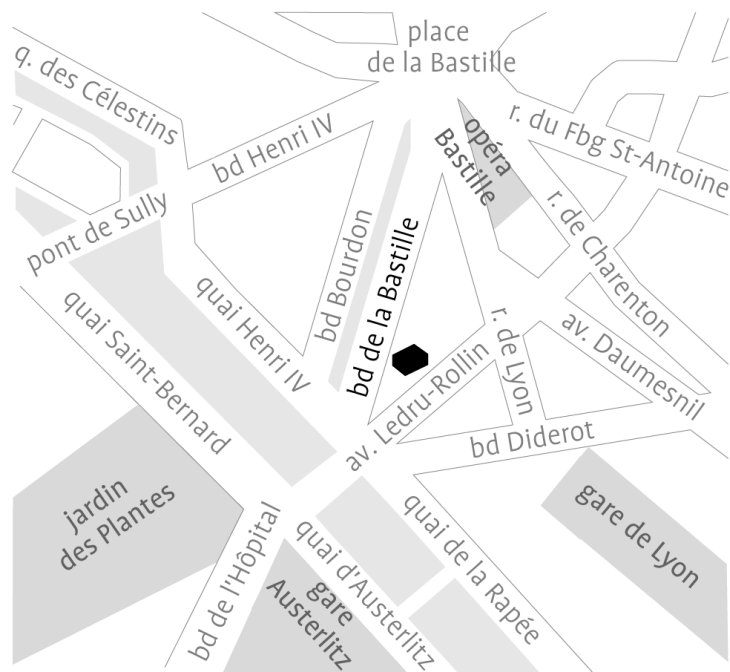 place
de la Bastille
q. des Célestins
bd Henri IV
opéra
Bastille
r. du Fbg St-Antoine
pont de Sully
bd Bourdon
bd de la Bastille
r. de Charenton
quai Henri IV
quai Saint-Bernard
r. de Lyon
av. Daumesnil
av. Ledru-Rollin
bd Diderot
jardin
des Plantes
gare de Lyon
bd de l'Hôpital
quai d'Austerlitz
quai de la Rapée
gare
Austerlitz